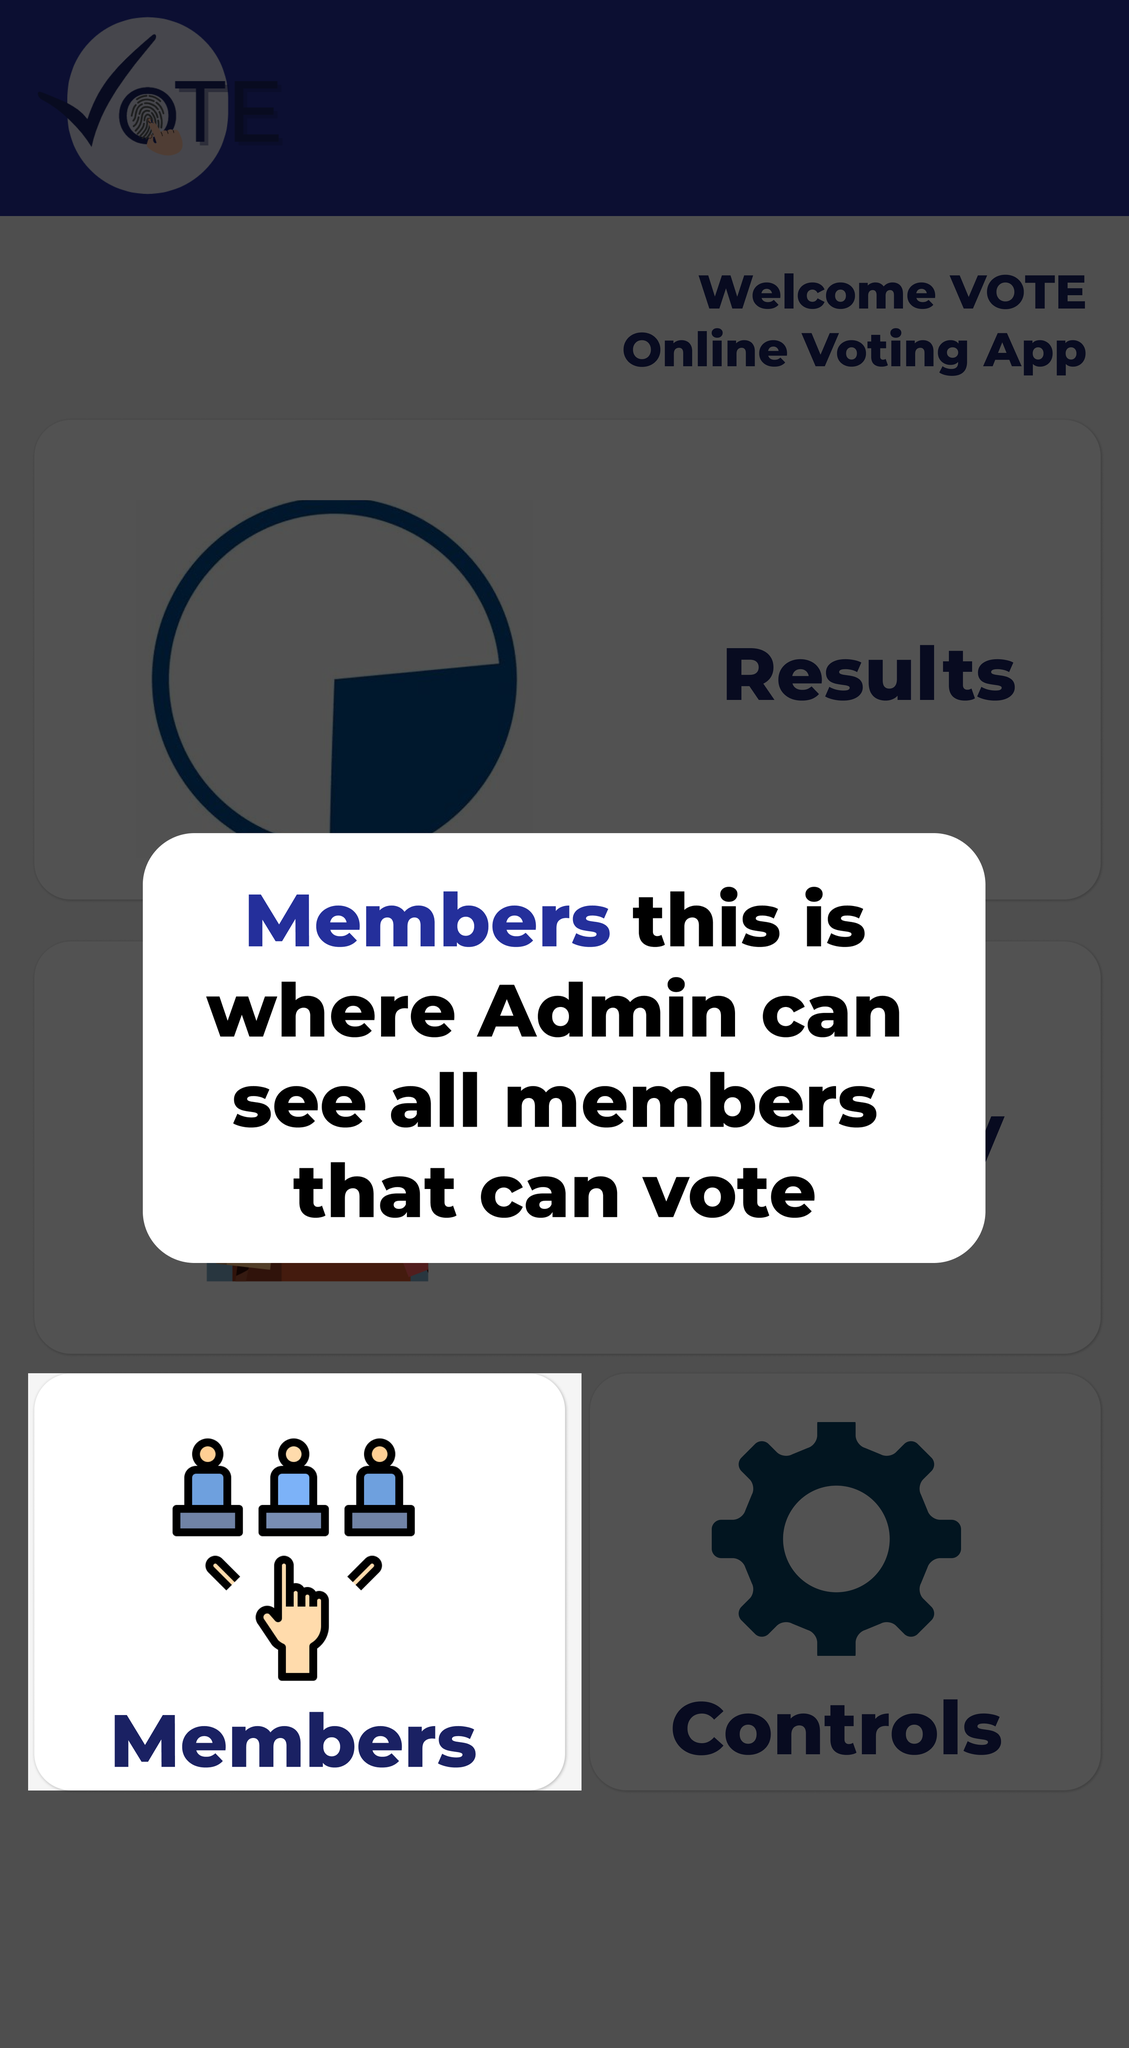 VOTE
Welcome VOTE
Online Voting App
Results
Members this is
where Admin can
see all members
that can vote
Members
Controls